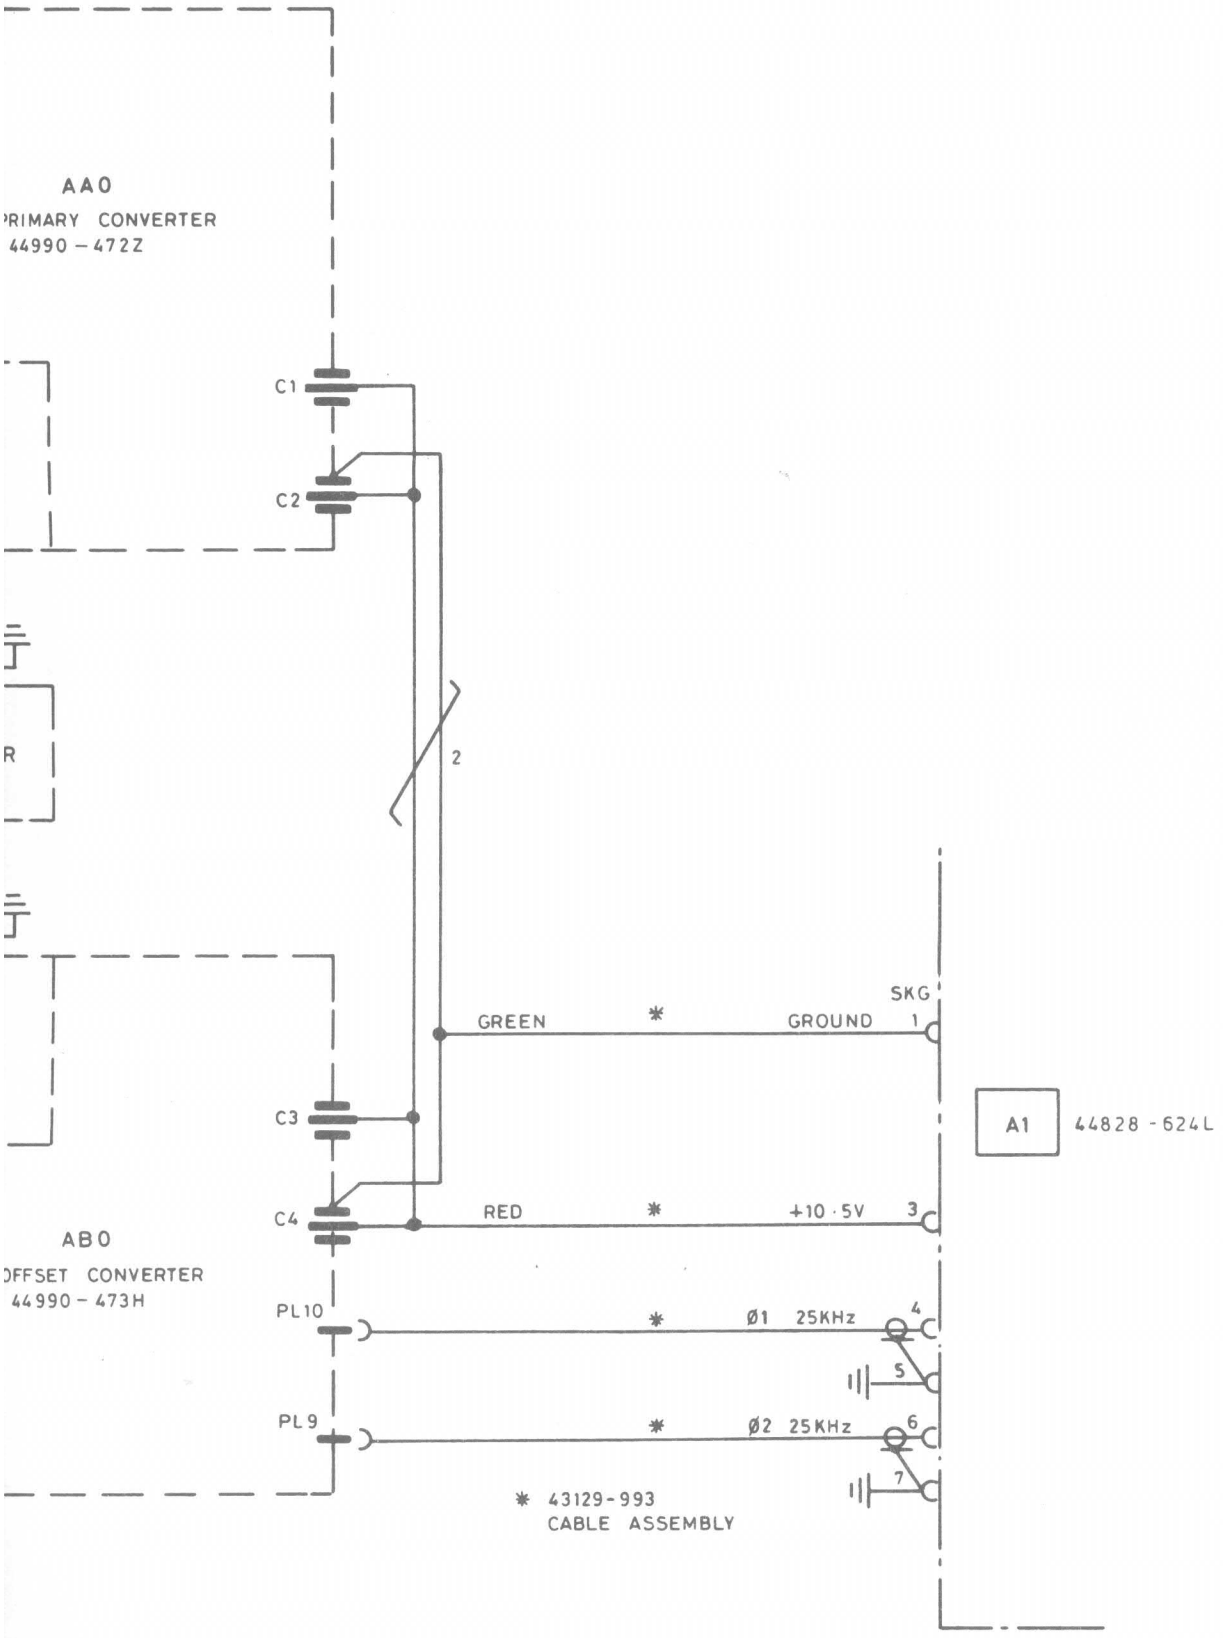 AA0
PRIMARY CONVERTER
44990-472Z
C1
C2
R
2
SKG
GREEN * GROUND 1
C3
A1 44828-624L
C4 RED * +10.5V 3
AB0
OFFSET CONVERTER
44990-473H
PL10 * Ø1 25KHz 4
5
PL9 * Ø2 25KHz 6
7
* 43129-993
CABLE ASSEMBLY